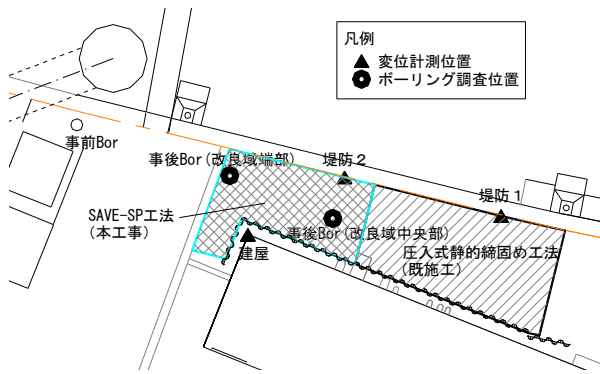 凡例
変位計測位置
ボーリング調査位置
事前Bor
事後Bor(改良域端部)
堤防２
堤防１
SAVE-SP工法
(本工事)
事後Bor(改良域中央部)
圧入式静的締固め工法
(既施工)
建屋